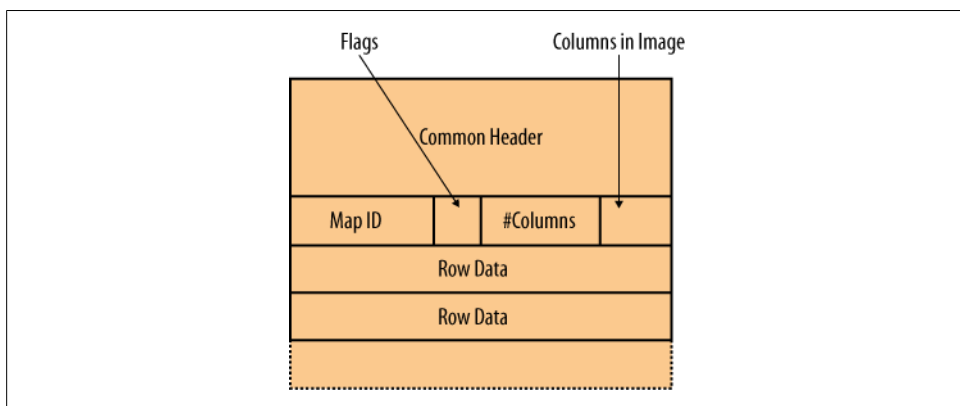 Flags
Columns in Image
Common Header
Map ID
#Columns
Row Data
Row Data